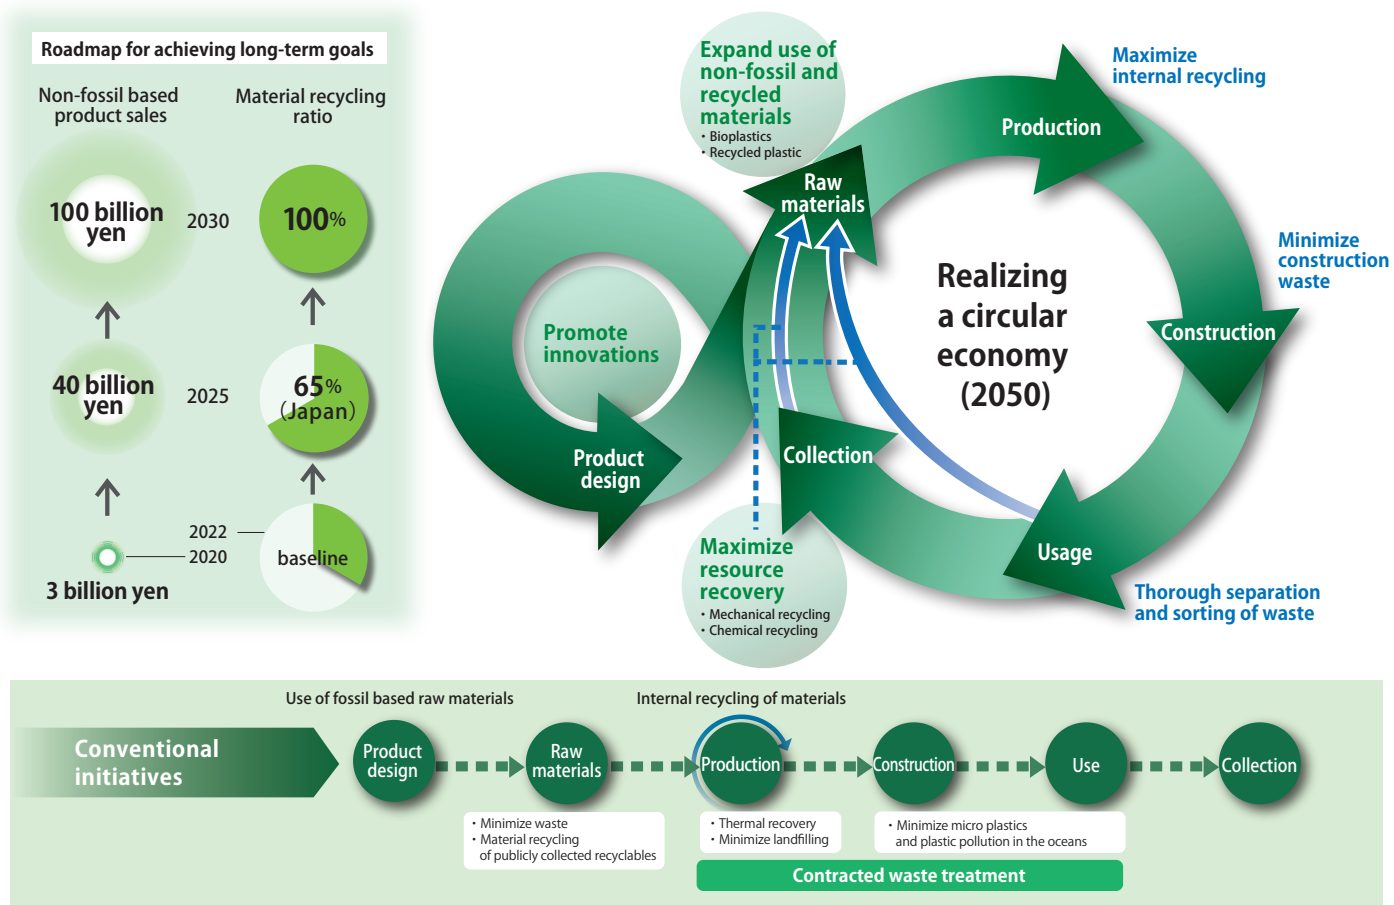 Roadmap for achieving long-term goals
Non-fossil based
product sales
Material recycling
ratio
100 billion
yen
2030
100%
40 billion
yen
2025
65%
(Japan)
2022
2020
baseline
3 billion yen
Expand use of
non-fossil and
recycled
materials
・Bioplastics
・Recycled plastic
Raw
materials
Production
Maximize
internal recycling
Minimize
construction
waste
Construction
Realizing
a circular
economy
(2050)
Promote
innovations
Product
design
Collection
Usage
Thorough separation
and sorting of waste
Maximize
resource
recovery
・Mechanical recycling
・Chemical recycling
Conventional
initiatives
Use of fossil based raw materials
Internal recycling of materials
Product
design
Raw
materials
Production
Construction
Use
Collection
・Minimize waste
・Material recycling
of publicly collected recyclables
・Thermal recovery
・Minimize landfilling
・Minimize micro plastics
and plastic pollution in the oceans
Contracted waste treatment